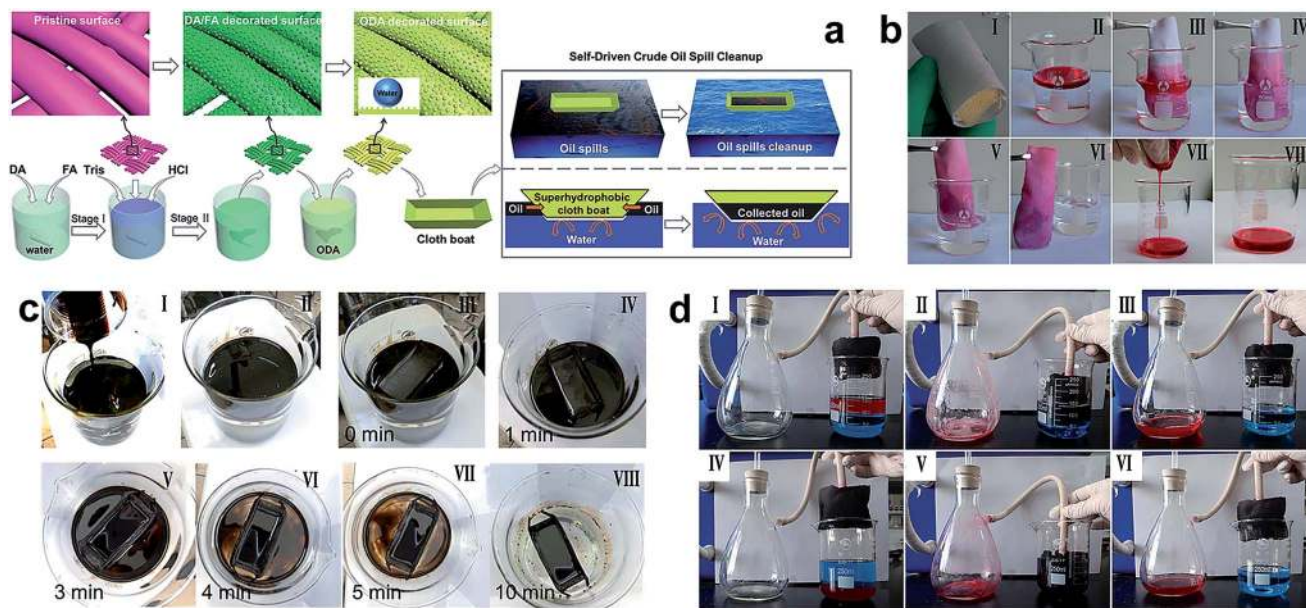 a
Pristine surface
DA/FA decorated surface
ODA decorated surface
Water
DA
FA
Tris
HCl
Stage I
Stage II
water
ODA
Cloth boat
Self-Driven Crude Oil Spill Cleanup
Oil spills
Oil spills cleanup
Superhydrophobic
cloth boat
Oil
Oil
Water
Collected oil
Water
b
I
II
III
IV
V
VI
VII
VII
c
I
II
III
0 min
IV
1 min
V
3 min
VI
4 min
VII
5 min
VIII
10 min
d
I
II
III
IV
V
VI
250ml
250ml